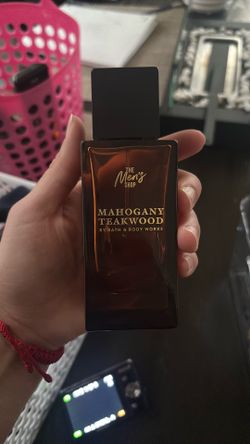 THE
Men's
SHOP
MAHOGANY
TEAKWOOD
BY BATH & BODY WORKS